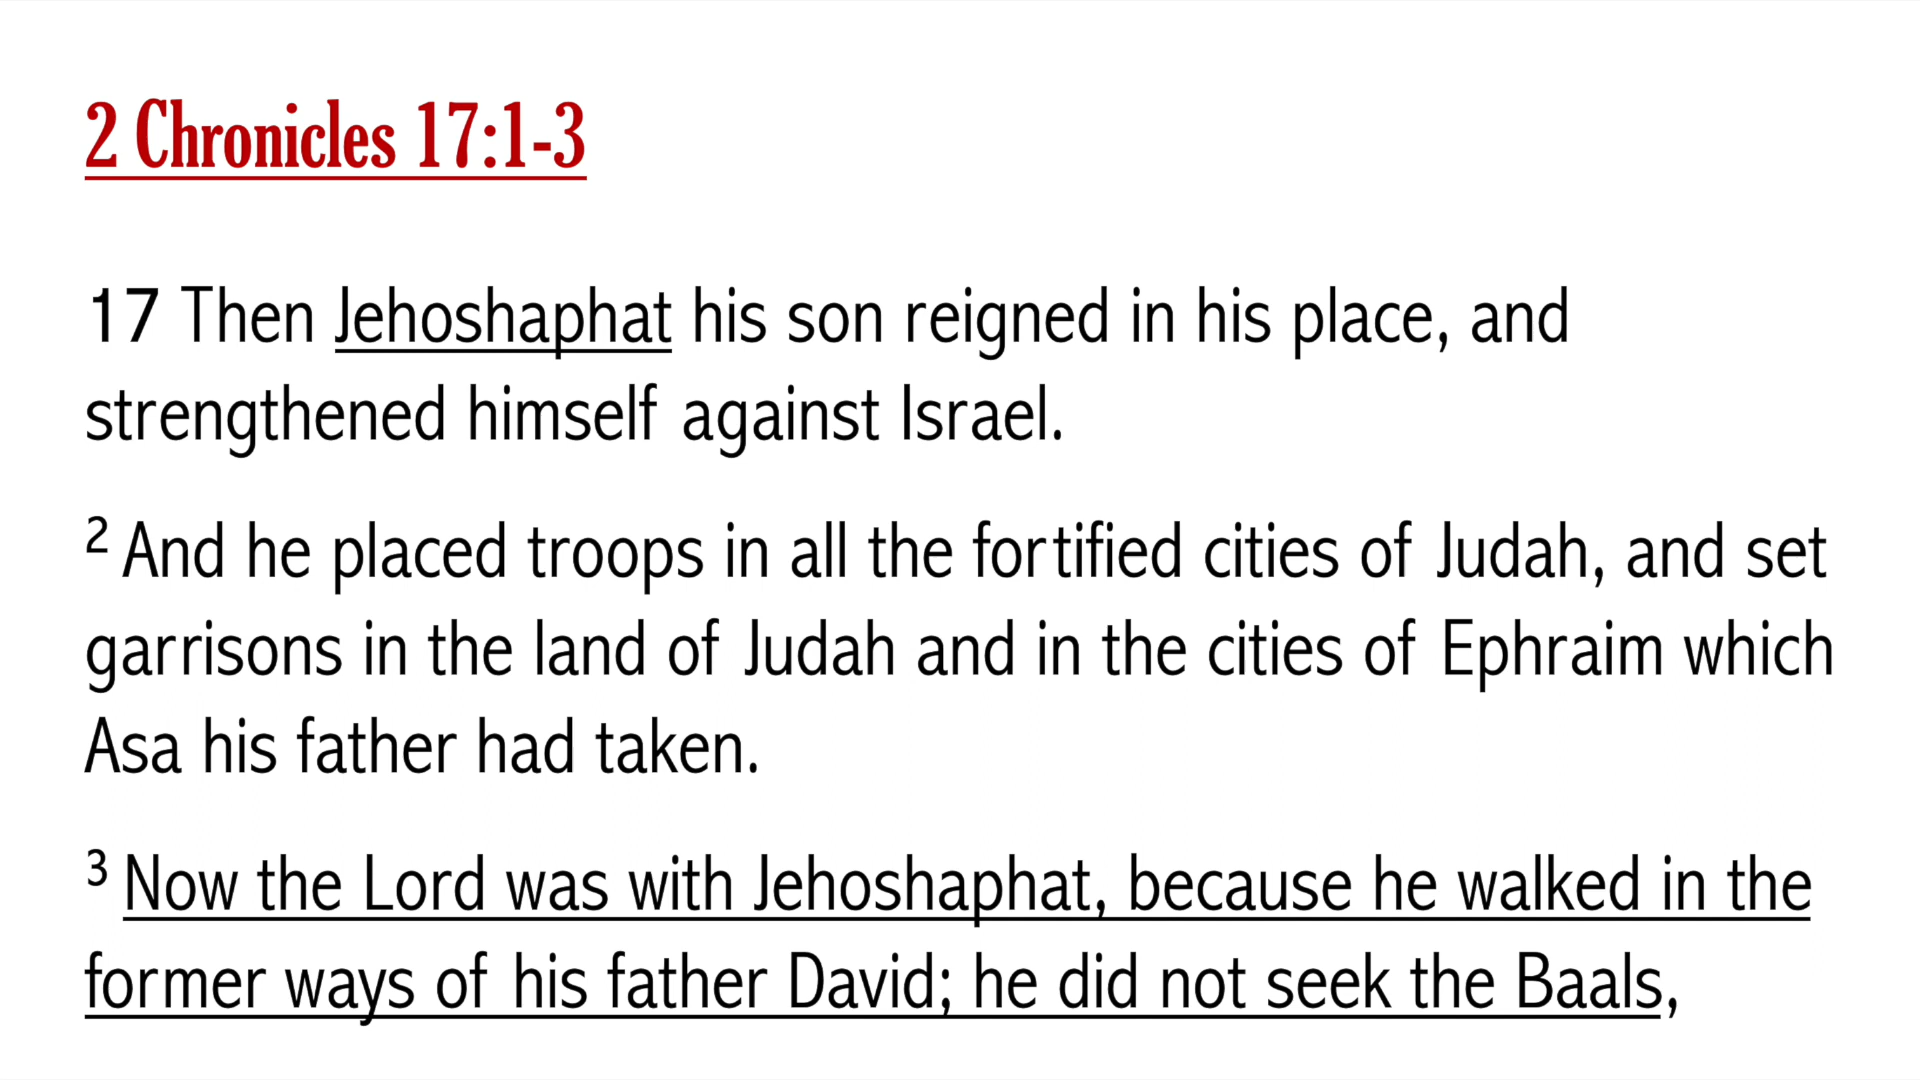 2 Chronicles 17:1-3
17 Then Jehoshaphat his son reigned in his place, and
strengthened himself against Israel.
2 And he placed troops in all the fortified cities of Judah, and set
garrisons in the land of Judah and in the cities of Ephraim which
Asa his father had taken.
3 Now the Lord was with Jehoshaphat, because he walked in the
former ways of his father David; he did not seek the Baals,